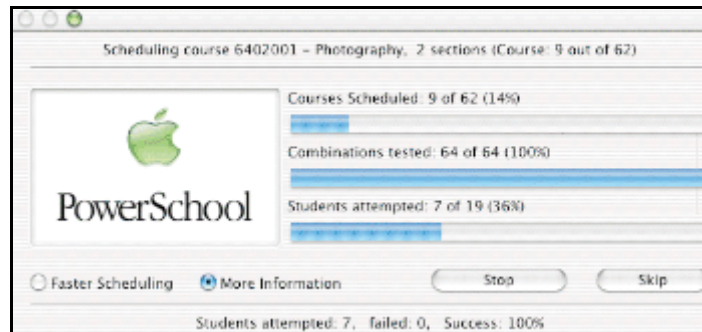 Scheduling course 6402001 – Photography, 2 sections (Course: 9 out of 62)
Courses Scheduled: 9 of 62 (14%)
Combinations tested: 64 of 64 (100%)
PowerSchool
Students attempted: 7 of 19 (36%)
Faster Scheduling More Information Stop Skip
Students attempted: 7, failed: 0, Success: 100%